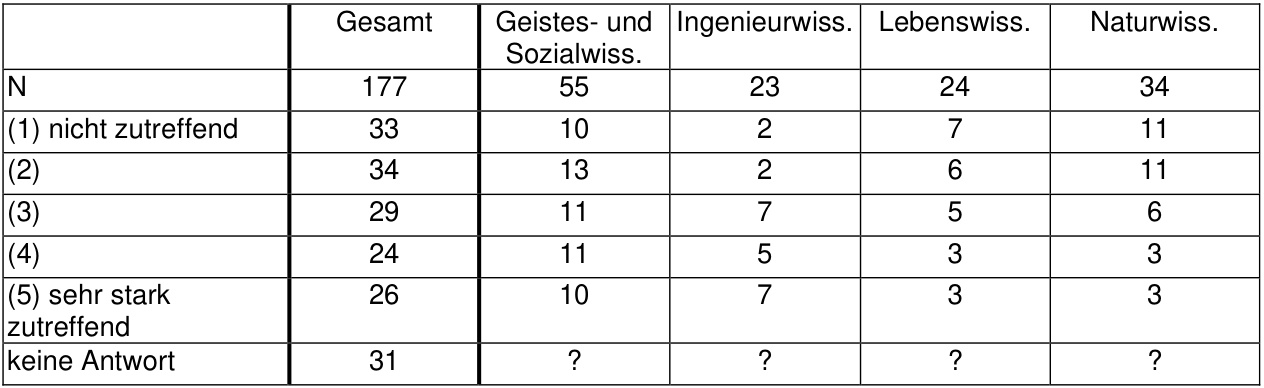 Gesamt Geistes- und Ingenieurwiss. Lebenswiss. Naturwiss.
Sozialwiss.
N 177 55 23 24 34
(1) nicht zutreffend 33 10 2 7 11
(2) 34 13 2 6 11
(3) 29 11 7 5 6
(4) 24 11 5 3 3
(5) sehr stark 26 10 7 3 3
zutreffend
keine Antwort 31 ? ? ? ?